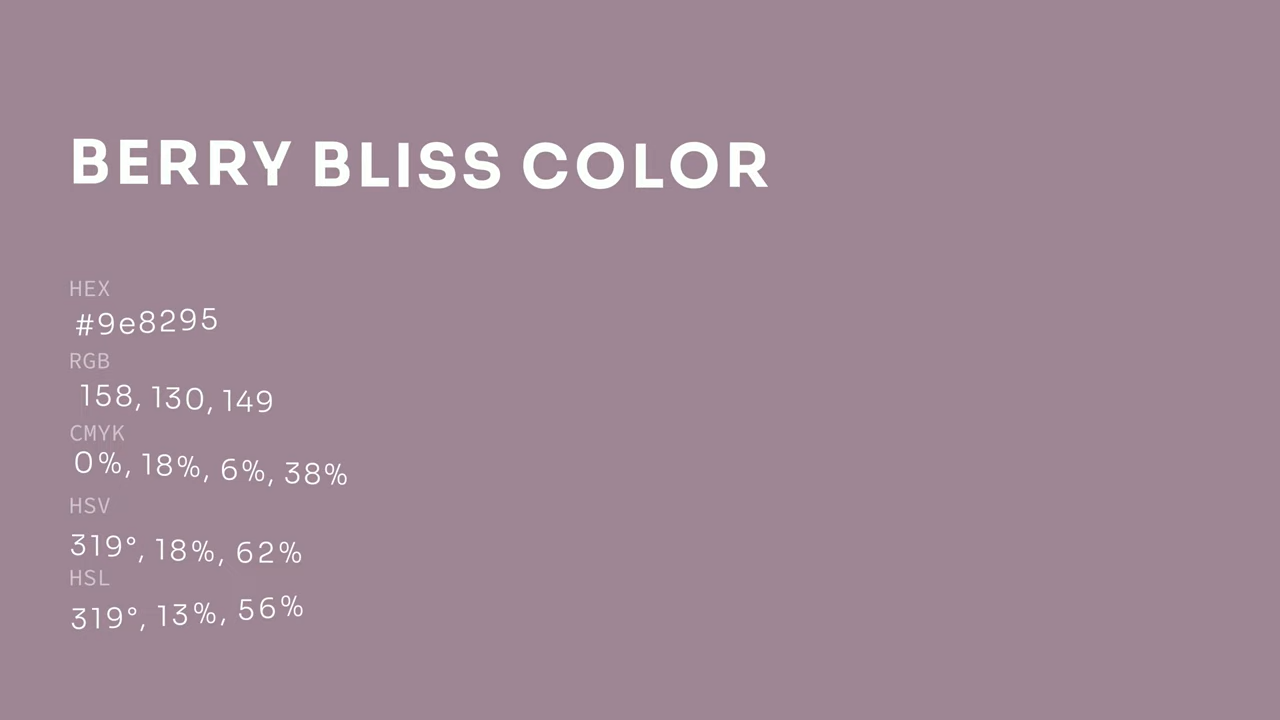 BERRY BLISS COLOR
HEX
#9e8295
RGB
158, 130, 149
CMYK
0%, 18%, 6%, 38%
HSV
319°, 18%, 62%
HSL
319°, 13%, 56%